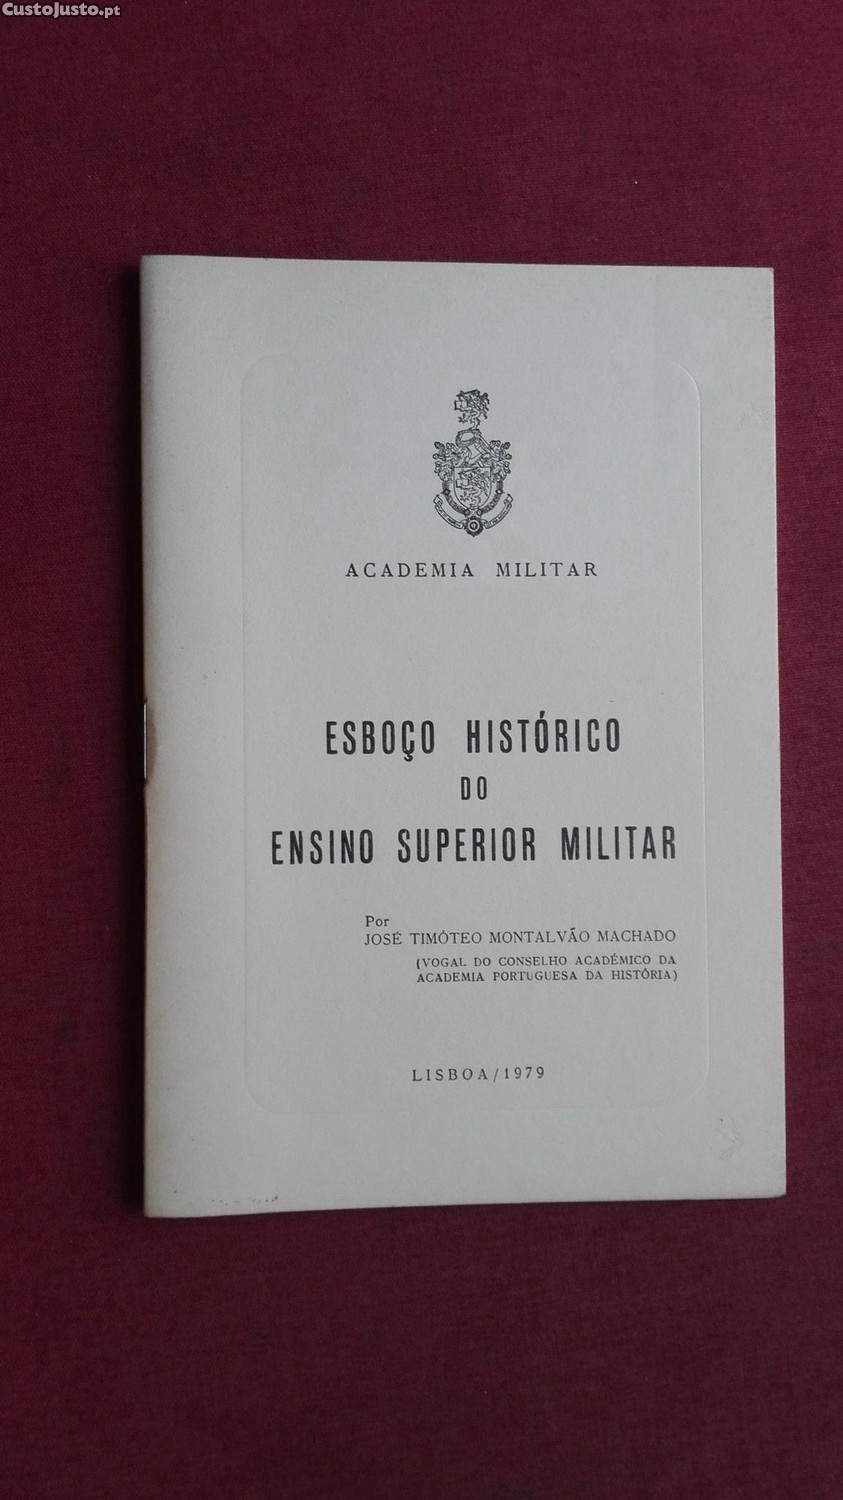 CustoJusto.pt
ACADEMIA MILITAR
ESBOÇO HISTÓRICO
DO
ENSINO SUPERIOR MILITAR
Por
JOSÉ TIMÓTEO MONTALVÃO MACHADO
(VOGAL DO CONSELHO ACADÉMICO DA
ACADEMIA PORTUGUESA DA HISTÓRIA)
LISBOA/1979